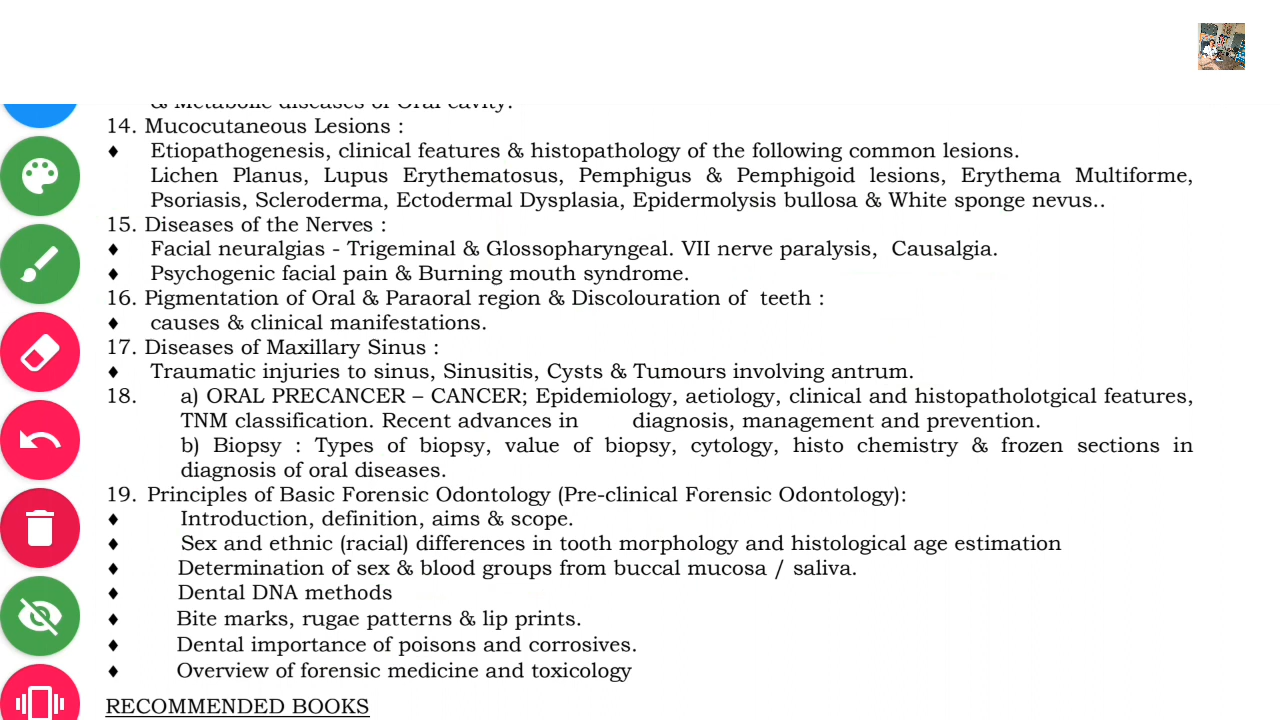 & Metabolic diseases of Oral cavity.
14. Mucocutaneous Lesions :
♦ Etiopathogenesis, clinical features & histopathology of the following common lesions.
Lichen Planus, Lupus Erythematosus, Pemphigus & Pemphigoid lesions, Erythema Multiforme,
Psoriasis, Scleroderma, Ectodermal Dysplasia, Epidermolysis bullosa & White sponge nevus..
15. Diseases of the Nerves :
♦ Facial neuralgias - Trigeminal & Glossopharyngeal. VII nerve paralysis, Causalgia.
♦ Psychogenic facial pain & Burning mouth syndrome.
16. Pigmentation of Oral & Paraoral region & Discolouration of teeth :
♦ causes & clinical manifestations.
17. Diseases of Maxillary Sinus :
♦ Traumatic injuries to sinus, Sinusitis, Cysts & Tumours involving antrum.
18. a) ORAL PRECANCER – CANCER; Epidemiology, aetiology, clinical and histopatholotgical features,
TNM classification. Recent advances in diagnosis, management and prevention.
b) Biopsy : Types of biopsy, value of biopsy, cytology, histo chemistry & frozen sections in
diagnosis of oral diseases.
19. Principles of Basic Forensic Odontology (Pre-clinical Forensic Odontology):
♦ Introduction, definition, aims & scope.
♦ Sex and ethnic (racial) differences in tooth morphology and histological age estimation
♦ Determination of sex & blood groups from buccal mucosa / saliva.
♦ Dental DNA methods
♦ Bite marks, rugae patterns & lip prints.
♦ Dental importance of poisons and corrosives.
♦ Overview of forensic medicine and toxicology
RECOMMENDED BOOKS